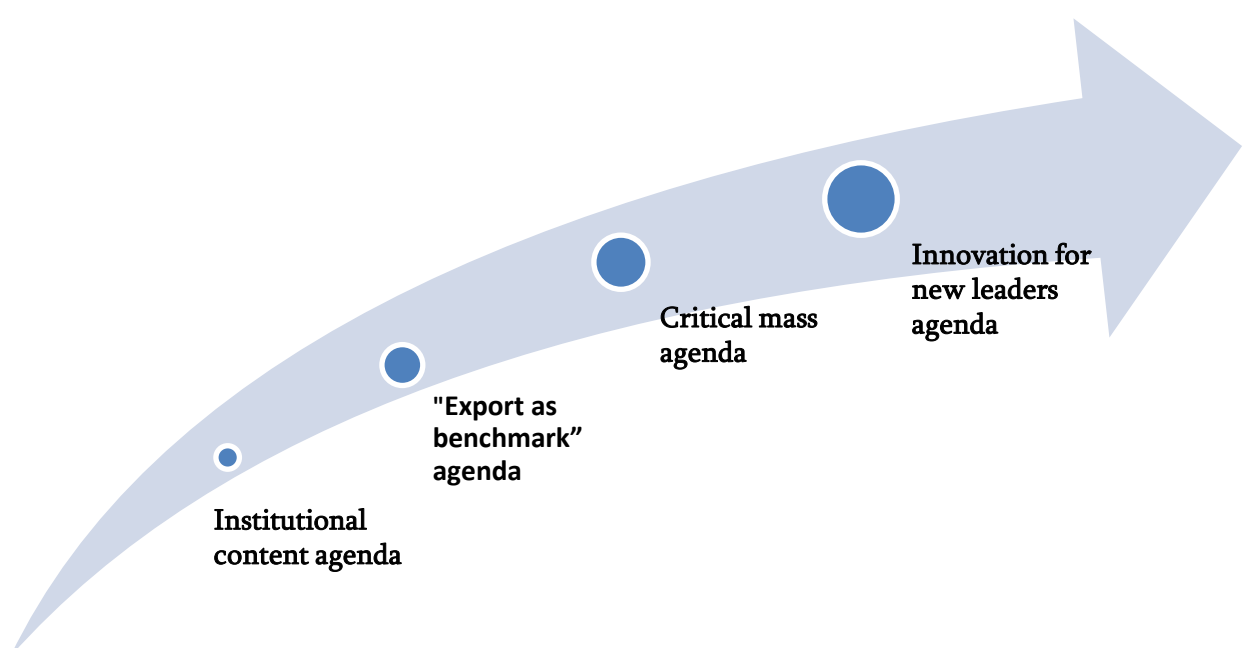 Innovation for
new leaders
agenda
Critical mass
agenda
"Export as
benchmark”
agenda
Institutional
content agenda